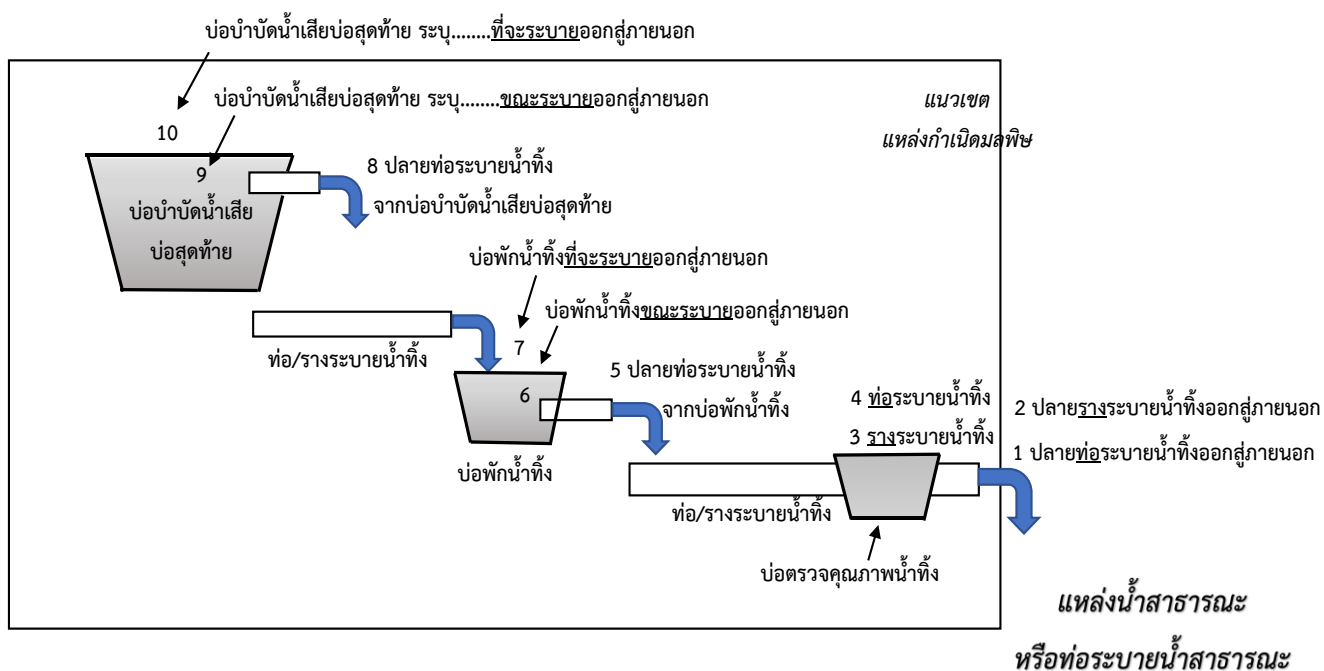 บ่อบำบัดน้ำเสียบ่อสุดท้าย ระบุ........ที่จะระบายออกสู่ภายนอก
บ่อบำบัดน้ำเสียบ่อสุดท้าย ระบุ........ขณะระบายออกสู่ภายนอก
แนวเขต
แหล่งกำเนิดมลพิษ
10
9
บ่อบำบัดน้ำเสีย
บ่อสุดท้าย
8 ปลายท่อระบายน้ำทิ้ง
จากบ่อบำบัดน้ำเสียบ่อสุดท้าย
บ่อพักน้ำทิ้งที่จะระบายออกสู่ภายนอก
บ่อพักน้ำทิ้งขณะระบายออกสู่ภายนอก
ท่อ/รางระบายน้ำทิ้ง
7
6
บ่อพักน้ำทิ้ง
5 ปลายท่อระบายน้ำทิ้ง
จากบ่อพักน้ำทิ้ง
4 ท่อระบายน้ำทิ้ง
3 รางระบายน้ำทิ้ง
2 ปลายรางระบายน้ำทิ้งออกสู่ภายนอก
1 ปลายท่อระบายน้ำทิ้งออกสู่ภายนอก
ท่อ/รางระบายน้ำทิ้ง
บ่อตรวจคุณภาพน้ำทิ้ง
แหล่งน้ำสาธารณะ
หรือท่อระบายน้ำสาธารณะ